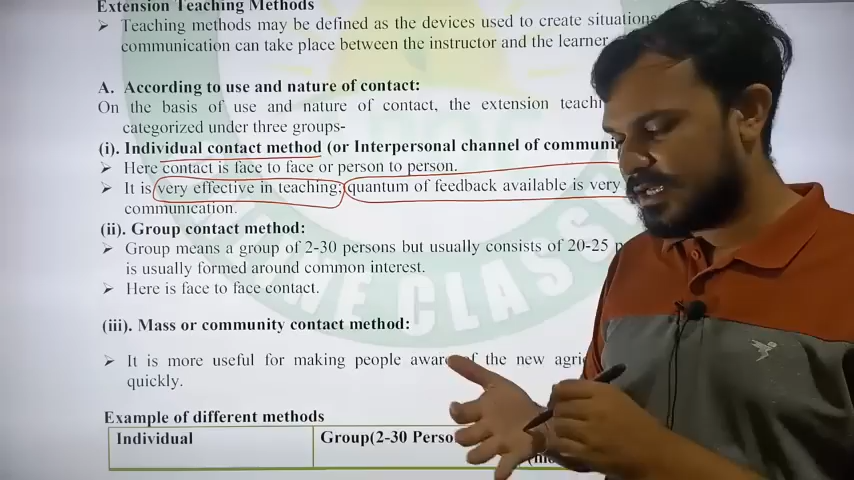 Extension Teaching Methods
➢ Teaching methods may be defined as the devices used to create situations
communication can take place between the instructor and the learner
A. According to use and nature of contact:
On the basis of use and nature of contact, the extension
categorized under three groups-
(i). Individual contact method (or Interpersonal channel of
➢ Here contact is face to face or person to person.
➢ It is very effective in teaching; quantum of feedback available is very
communication.
(ii). Group contact method:
➢ Group means a group of 2-30 persons but usually consists of 20-25
is usually formed around common interest.
➢ Here is face to face contact.
(iii). Mass or community contact method:
➢ It is more useful for making people aware of the new
quickly.
Example of different methods
Individual
Group(2-30
THE CLASSE